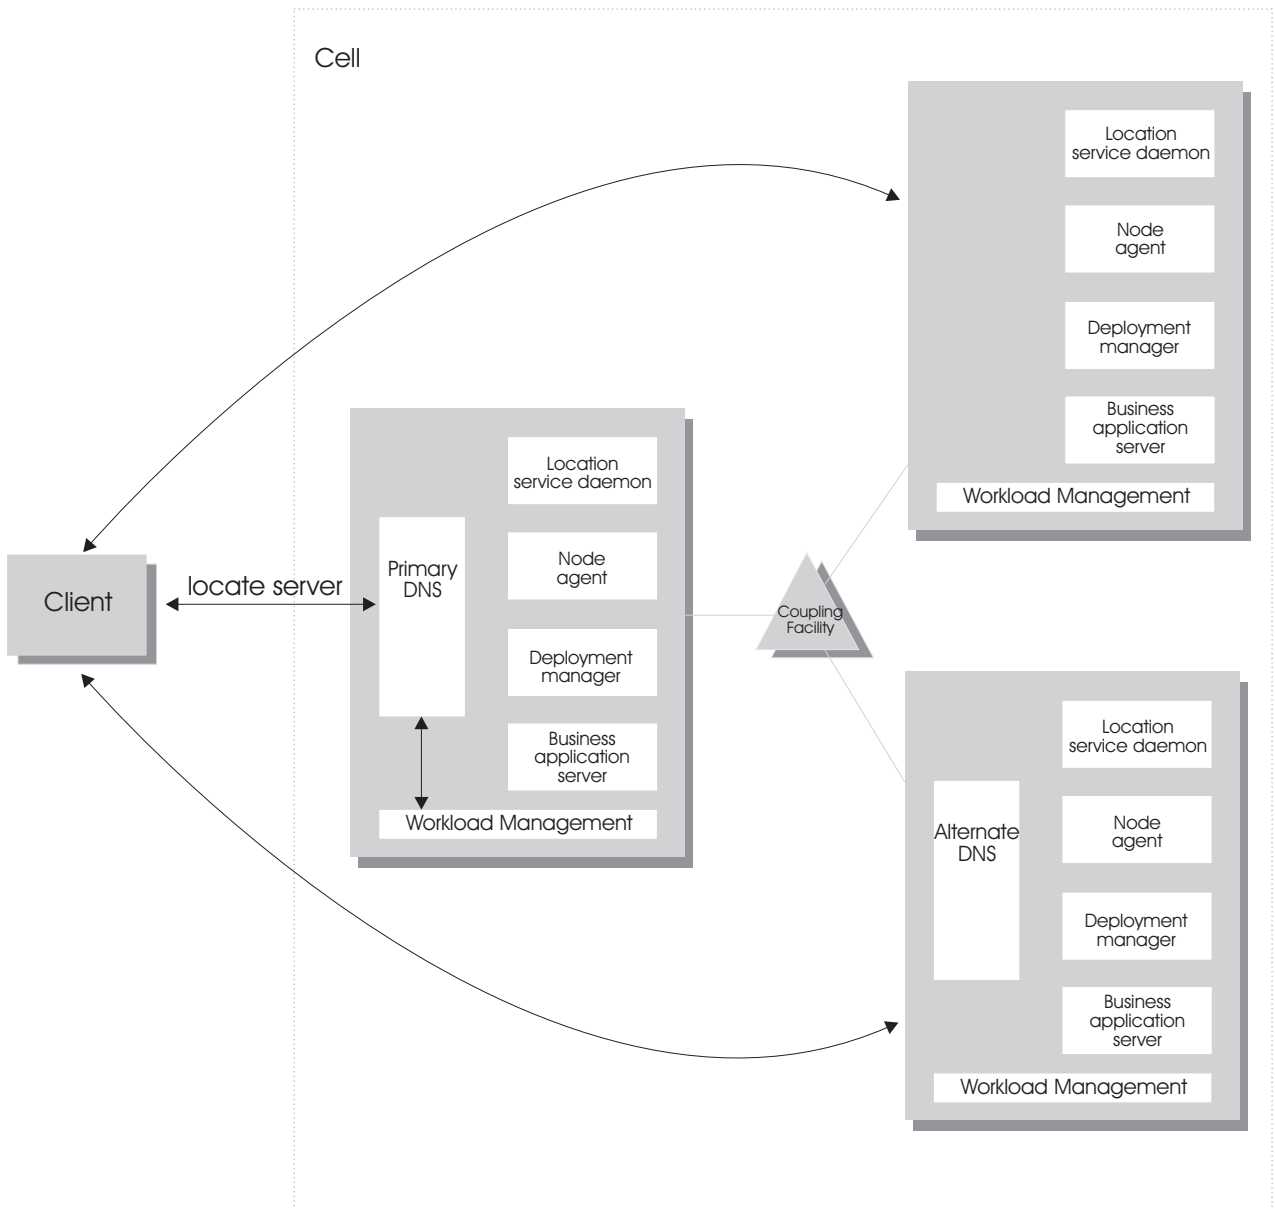 Cell
Location
service daemon
Node
agent
Deployment
manager
Business
application
server
Workload Management
Client
locate server
Primary
DNS
Location
service daemon
Node
agent
Deployment
manager
Business
application
server
Workload Management
Coupling
Facility
Alternate
DNS
Location
service daemon
Node
agent
Deployment
manager
Business
application
server
Workload Management